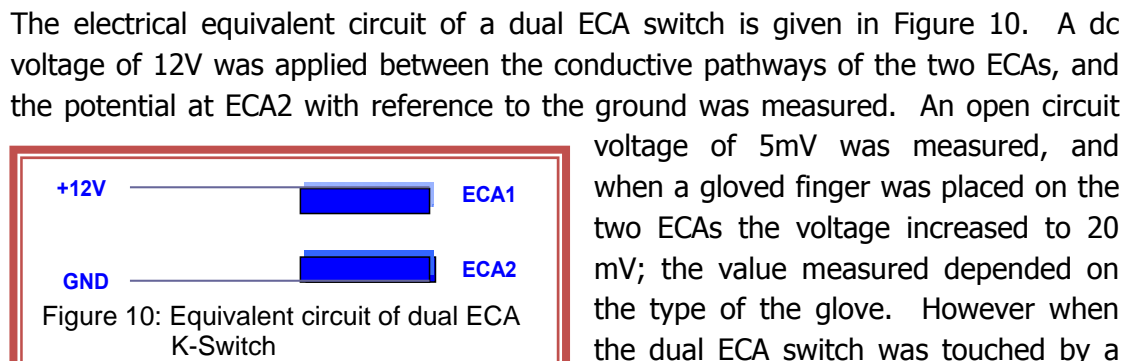 The electrical equivalent circuit of a dual ECA switch is given in Figure 10. A dc
voltage of 12V was applied between the conductive pathways of the two ECAs, and
the potential at ECA2 with reference to the ground was measured. An open circuit
voltage of 5mV was measured, and
when a gloved finger was placed on the
two ECAs the voltage increased to 20
mV; the value measured depended on
the type of the glove. However when
the dual ECA switch was touched by a
+12V
ECA1
ECA2
GND
Figure 10: Equivalent circuit of dual ECA
K-Switch